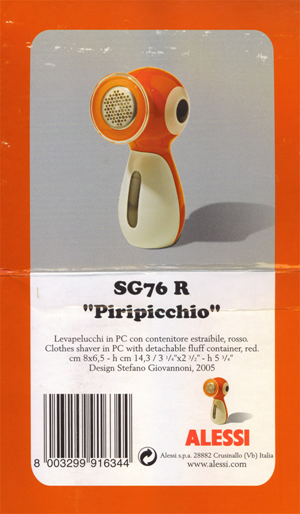 SG76 R
"Piripicchio"
Levapelucchi in PC con contenitore estraibile, rosso.
Clothes shaver in PC with detachable fluff container, red.
cm 8x6,5 - h cm 14,3 / 3 ¼"x2 ½" - h 5 ¾"
Design Stefano Giovannoni, 2005
8 003299 916344
ALESSI
Alessi s.p.a. 28882 Crusinallo (Vb) Italia
www.alessi.com